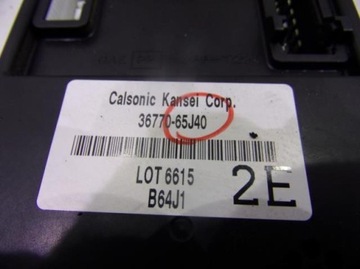 Calsonic Kansei Corp.
36770-65J40
LOT 6615
B64J1
2E